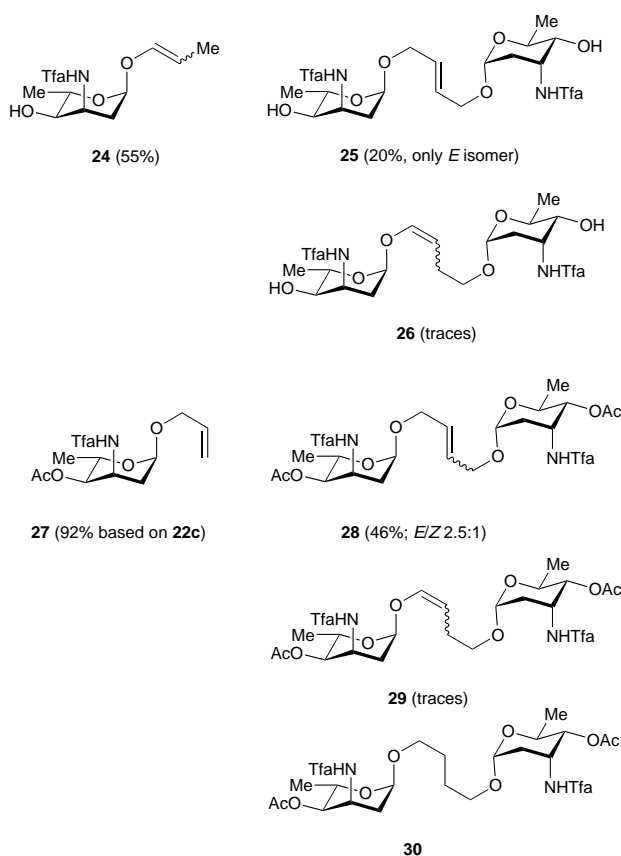 O Me
TfaHN
Me O
HO
24 (55%)
O Me
TfaHN O OH
Me O O NHTfa
HO
25 (20%, only E isomer)
O Me
TfaHN O OH
Me O O NHTfa
HO
26 (traces)
O
TfaHN
Me O
AcO
27 (92% based on 22c)
O Me
TfaHN O OAc
Me O O NHTfa
AcO
28 (46%; E/Z 2.5:1)
O Me
TfaHN O OAc
Me O O NHTfa
AcO
29 (traces)
O Me
TfaHN O OAc
Me O O NHTfa
AcO
30